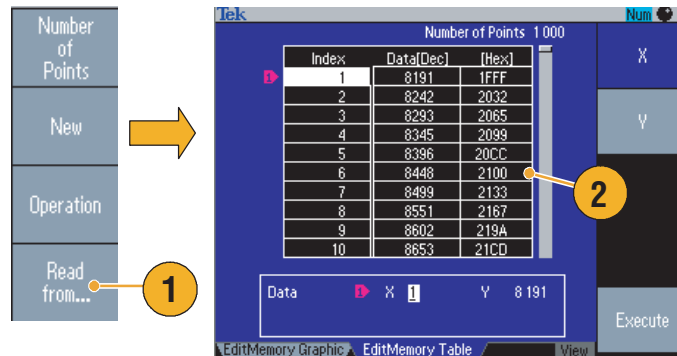 Number
of
Points
New
Operation
Read
from...
1
Tek
Num
Number of Points 1 000
Index Data[Dec] [Hex]
1 1 8191 1FFF
2 8242 2032
3 8293 2065
4 8345 2099
5 8396 20CC
6 8448 2100
7 8499 2133
8 8551 2167
9 8602 219A
10 8653 21CD
2
Data 1 X 1 Y 8 191
X
Y
Execute
EditMemory Graphic EditMemory Table View